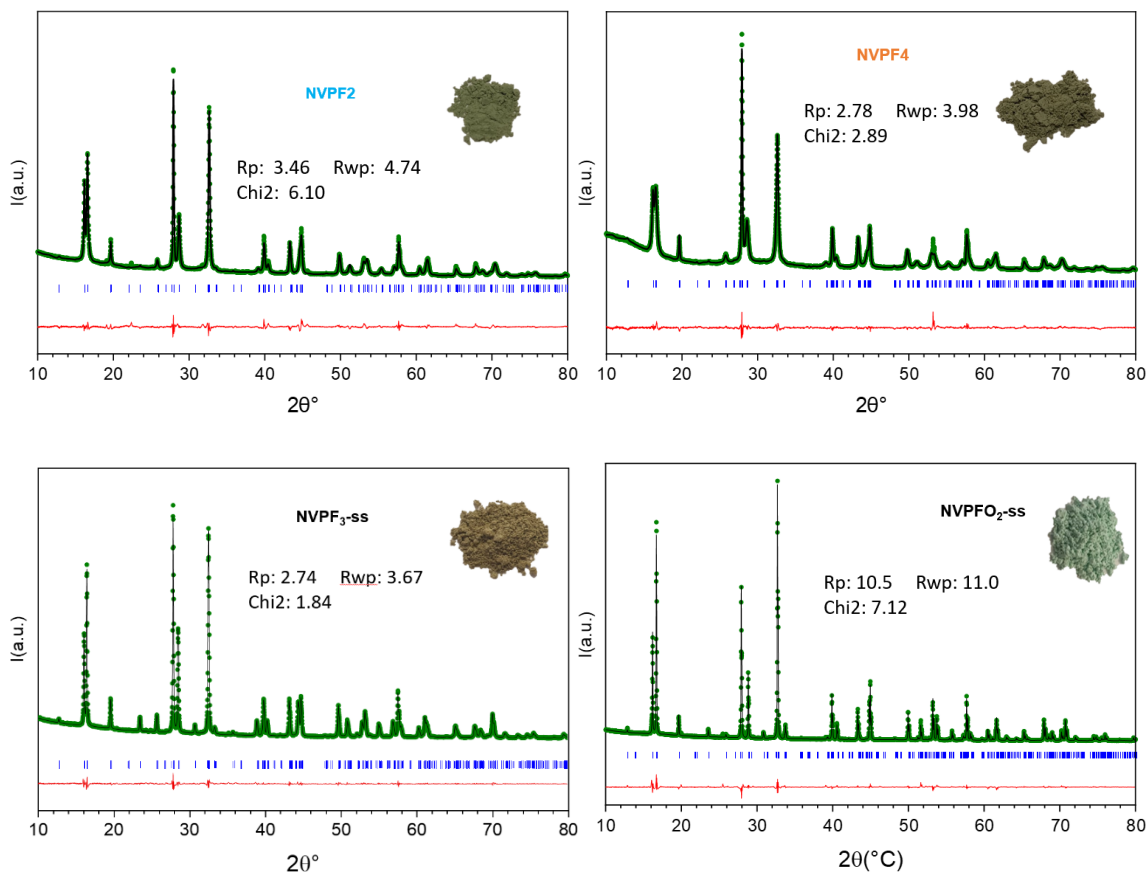 NVPF2
Rp: 3.46 Rwp: 4.74
Chi2: 6.10
I(a.u.)
10 20 30 40 50 60 70 80
2θ°
NVPF4
Rp: 2.78 Rwp: 3.98
Chi2: 2.89
I(a.u.)
10 20 30 40 50 60 70 80
2θ°
NVPF₃-ss
Rp: 2.74 Rwp: 3.67
Chi2: 1.84
I(a.u.)
10 20 30 40 50 60 70 80
2θ°
NVPFO₂-ss
Rp: 10.5 Rwp: 11.0
Chi2: 7.12
I(a.u.)
10 20 30 40 50 60 70 80
2θ(°C)